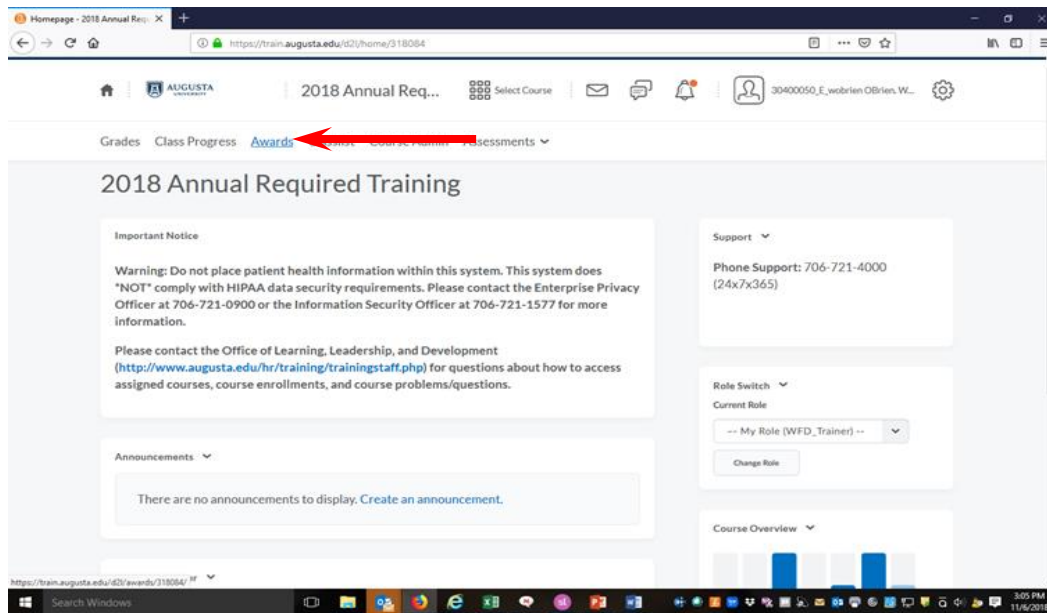 Homepage - 2018 Annual Req
https://train.augusta.edu/d2l/home/318084
AUGUSTA
UNIVERSITY
2018 Annual Req...
Select Course
30400050_E_wobrien OBrien, W...
Grades Class Progress Awards Course Admin Assessments
2018 Annual Required Training
Important Notice
Warning: Do not place patient health information within this system. This system does
*NOT* comply with HIPAA data security requirements. Please contact the Enterprise Privacy
Officer at 706-721-0900 or the Information Security Officer at 706-721-1577 for more
information.
Please contact the Office of Learning, Leadership, and Development
(http://www.augusta.edu/hr/training/trainingstaff.php) for questions about how to access
assigned courses, course enrollments, and course problems/questions.
Announcements
There are no announcements to display. Create an announcement.
Support
Phone Support: 706-721-4000
(24x7x365)
Role Switch
Current Role
-- My Role (WFD_Trainer) --
Change Role
Course Overview
https://train.augusta.edu/d2l/awards/318084/
Search Windows
3:05 PM
11/6/2018